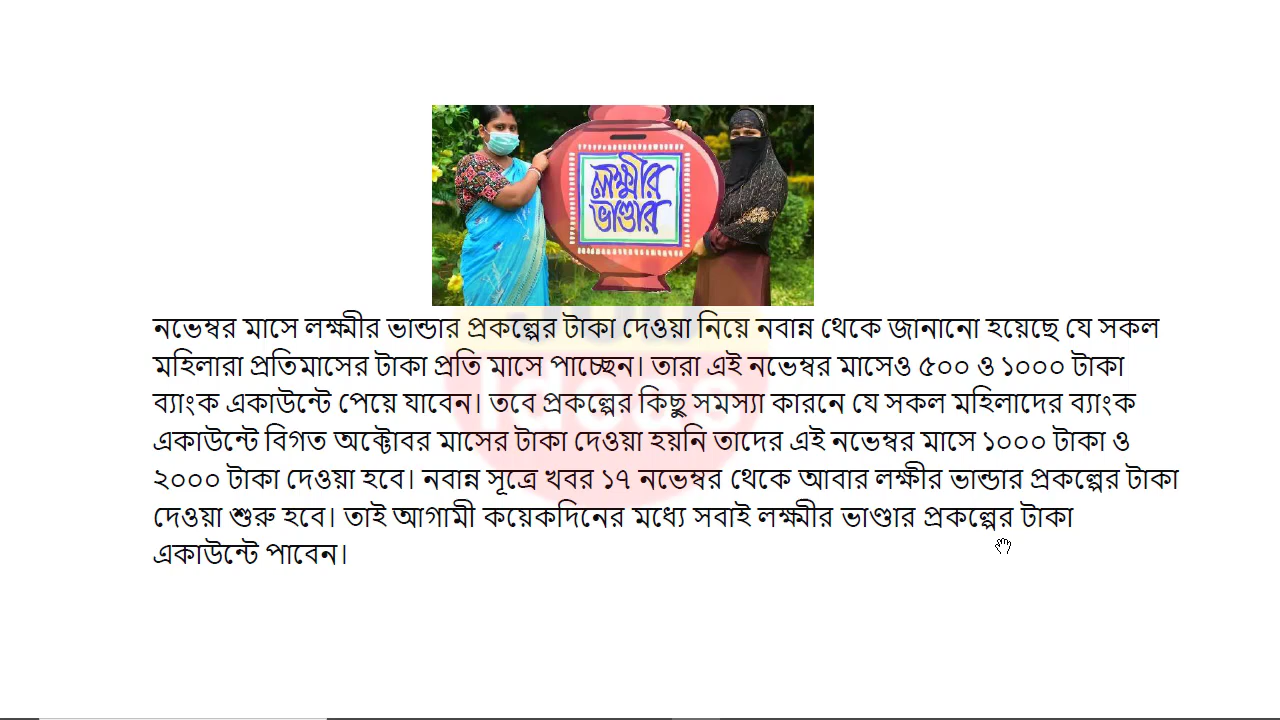 লক্ষ্মীর
ভাণ্ডার
নভেম্বর মাসে লক্ষ্মীর ভান্ডার প্রকল্পের টাকা দেওয়া নিয়ে নবান্ন থেকে জানানো হয়েছে যে সকল
মহিলারা প্রতিমাসের টাকা প্রতি মাসে পাচ্ছেন। তারা এই নভেম্বর মাসেও ৫০০ ও ১০০০ টাকা
ব্যাংক একাউন্টে পেয়ে যাবেন। তবে প্রকল্পের কিছু সমস্যা কারনে যে সকল মহিলাদের ব্যাংক
একাউন্টে বিগত অক্টোবর মাসের টাকা দেওয়া হয়নি তাদের এই নভেম্বর মাসে ১০০০ টাকা ও
২০০০ টাকা দেওয়া হবে। নবান্ন সূত্রে খবর ১৭ নভেম্বর থেকে আবার লক্ষীর ভান্ডার প্রকল্পের টাকা
দেওয়া শুরু হবে। তাই আগামী কয়েকদিনের মধ্যে সবাই লক্ষ্মীর ভাণ্ডার প্রকল্পের টাকা
একাউন্টে পাবেন।
ideas